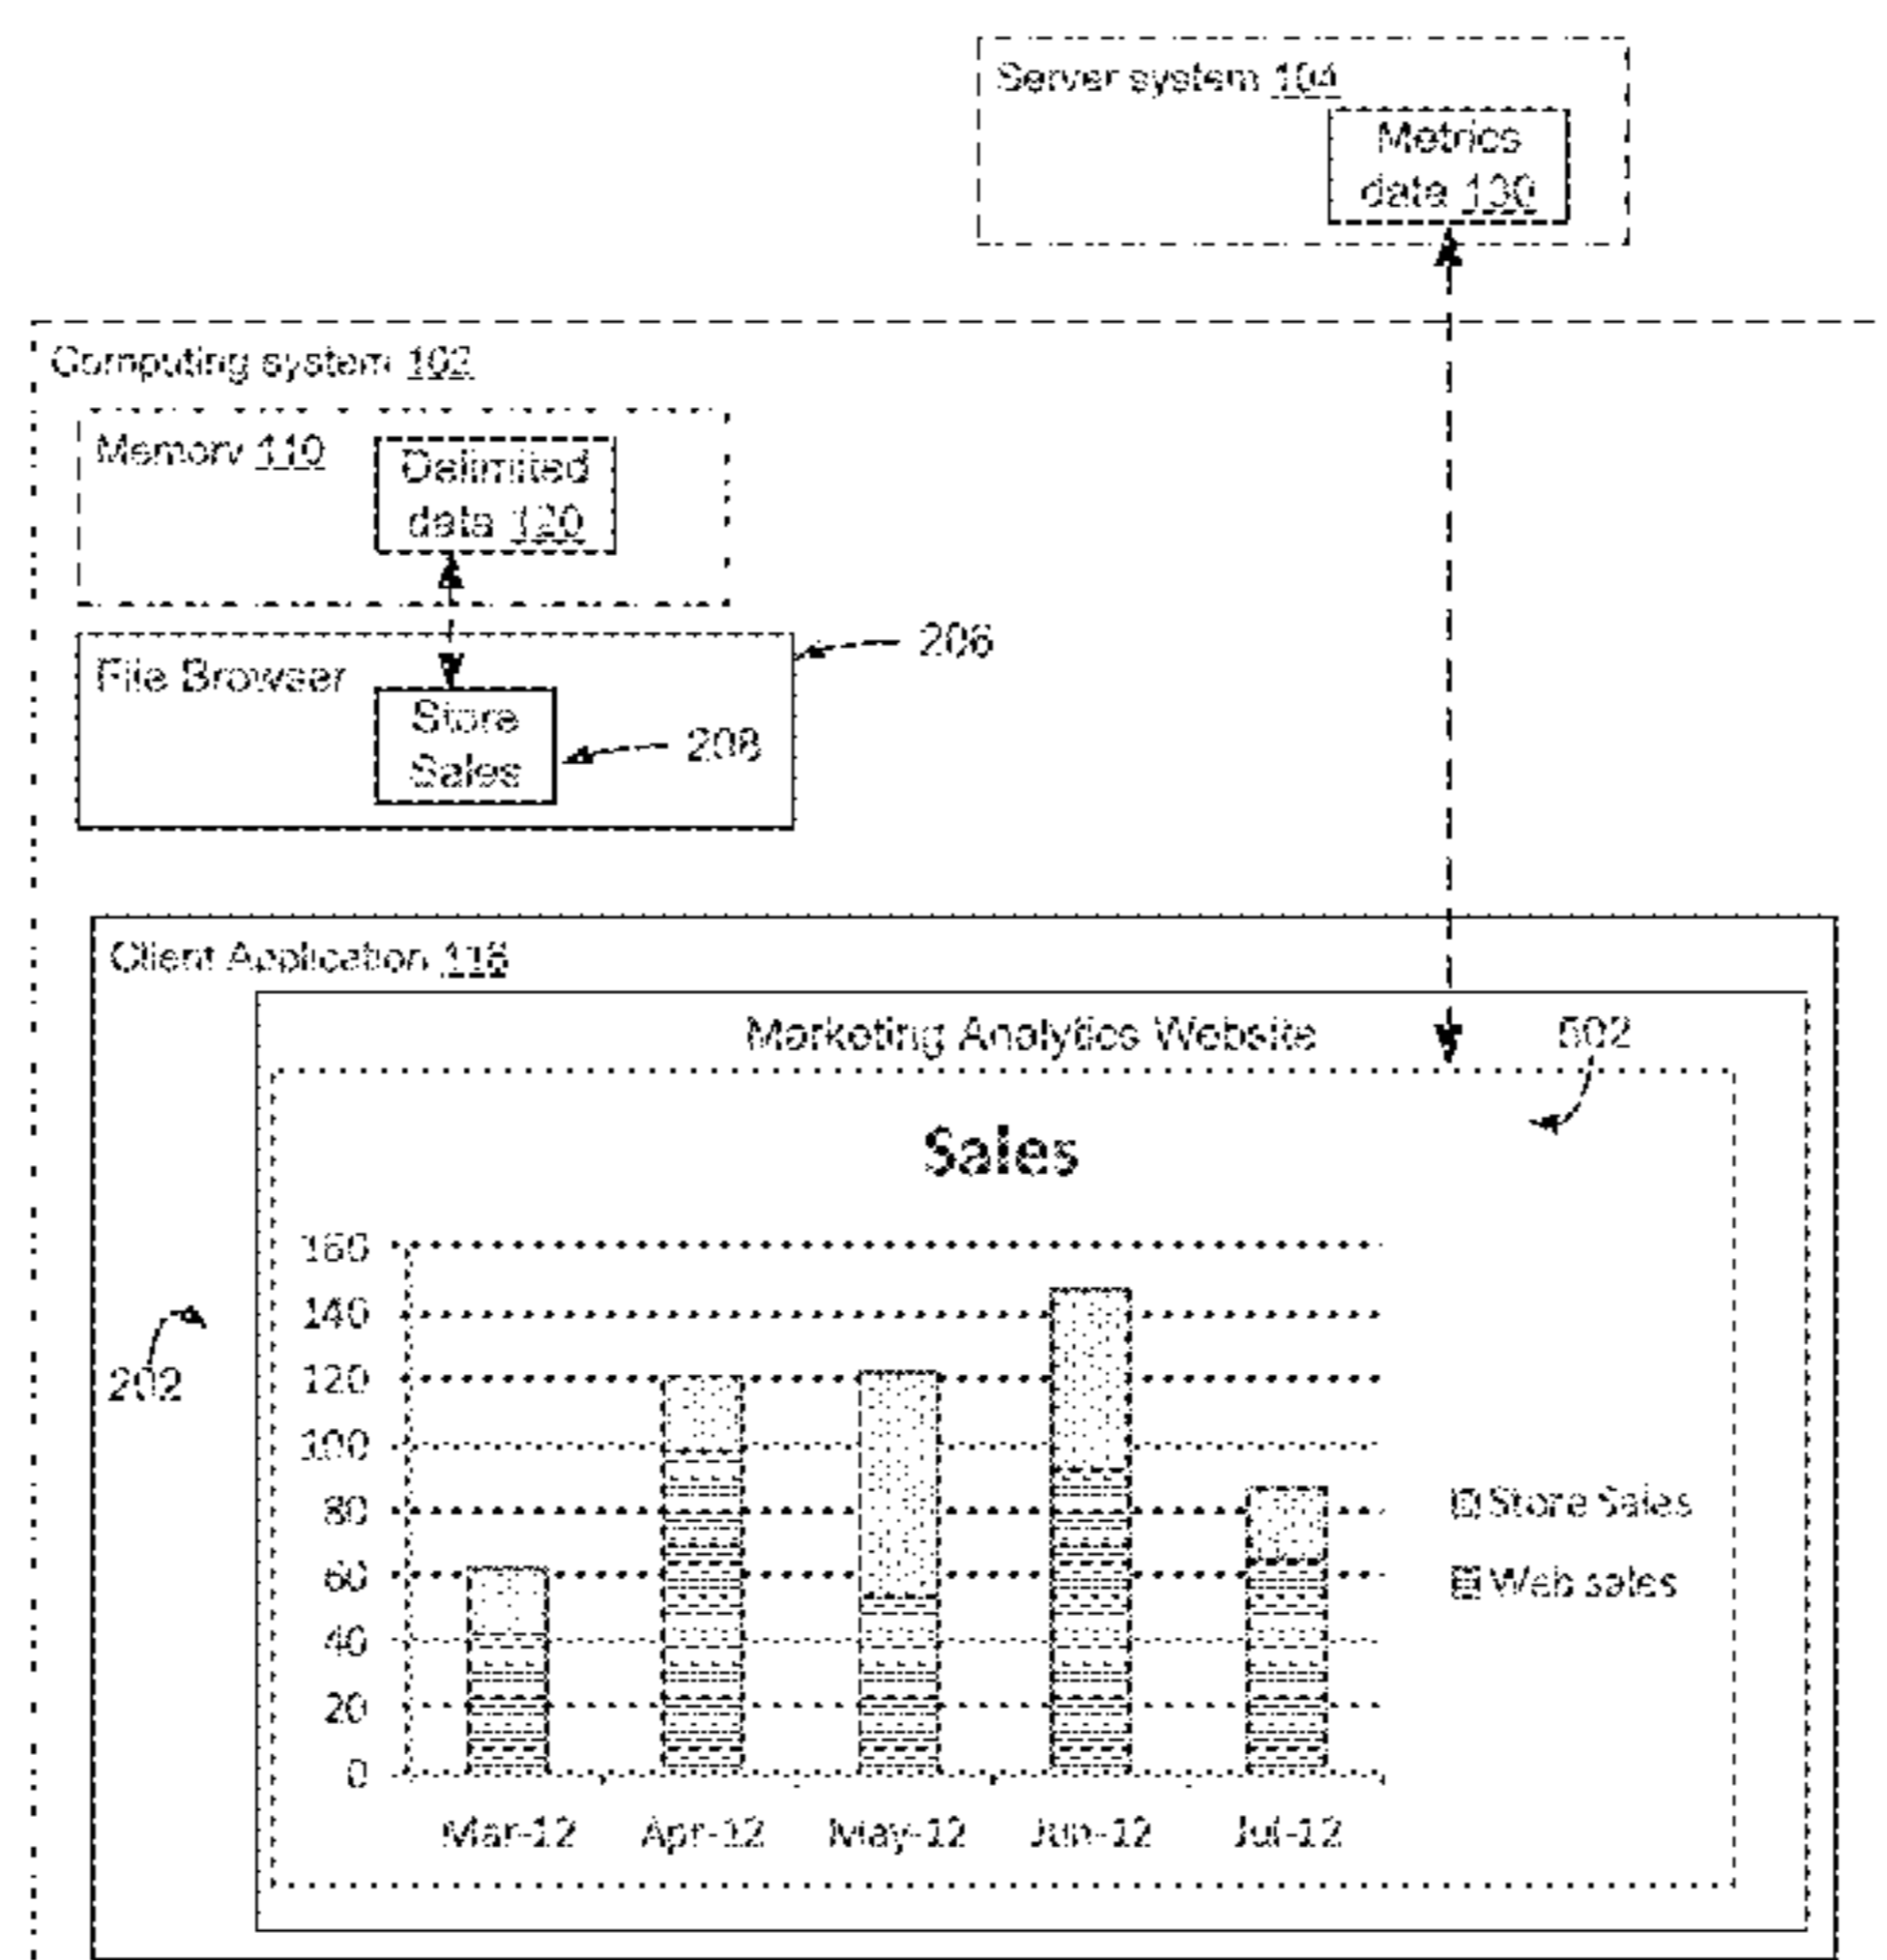 Server system 104
Metrics
data 130
Computing system 102
Memory 110
Delimited
data 120
206
File Browser
Store
Sales
208
Client Application 116
Marketing Analytics Website
502
Sales
160
140
120
100
80
60
40
20
0
202
Store Sales
Web sales
Mar-12
Apr-12
May-12
Jun-12
Jul-12